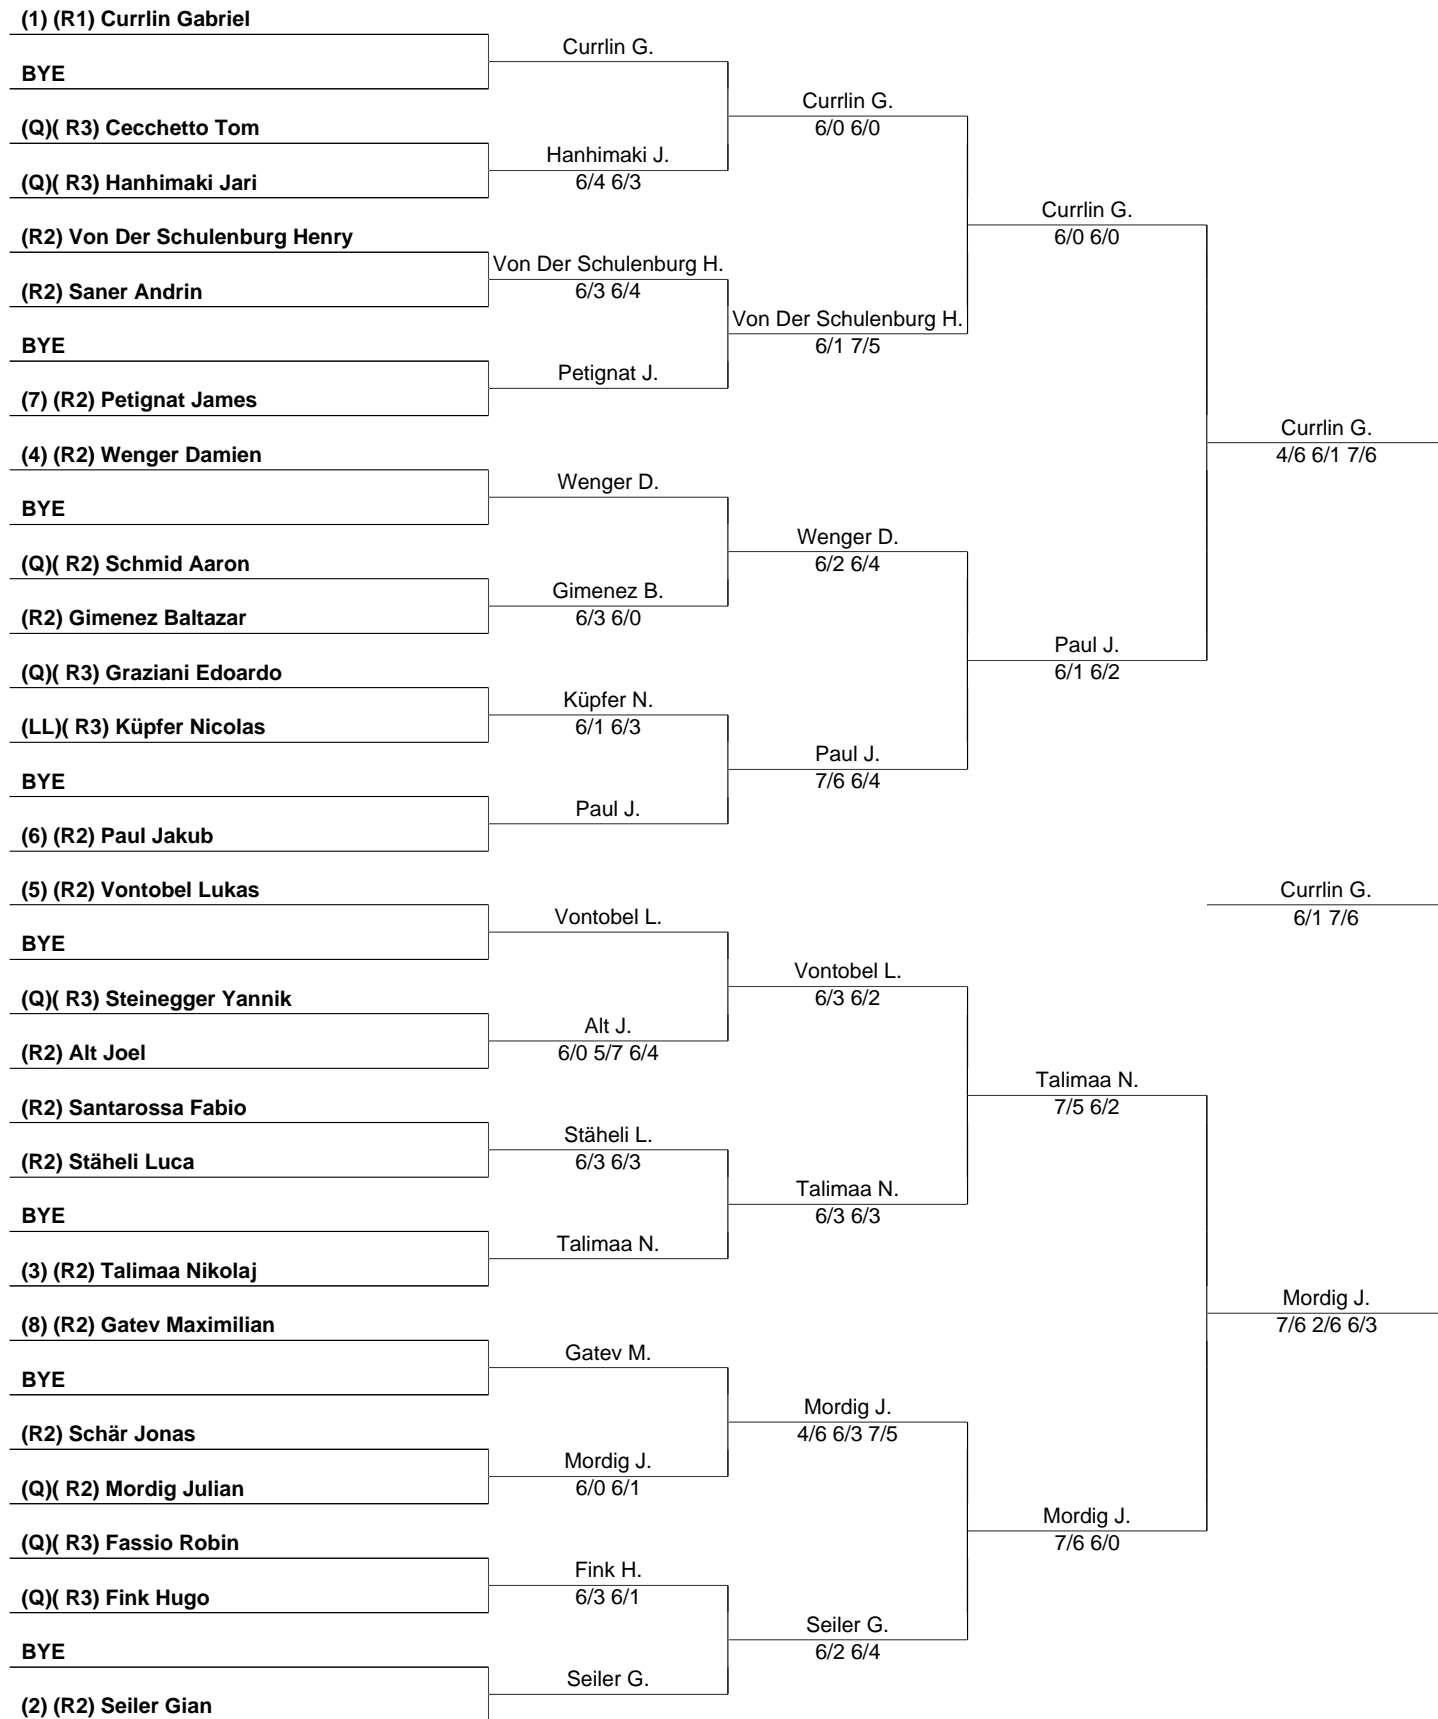 (1) (R1) Currlin Gabriel
BYE
(Q)( R3) Cecchetto Tom
(Q)( R3) Hanhimaki Jari
(R2) Von Der Schulenburg Henry
(R2) Saner Andrin
BYE
(7) (R2) Petignat James
(4) (R2) Wenger Damien
BYE
(Q)( R2) Schmid Aaron
(R2) Gimenez Baltazar
(Q)( R3) Graziani Edoardo
(LL)( R3) Küpfer Nicolas
BYE
(6) (R2) Paul Jakub
(5) (R2) Vontobel Lukas
BYE
(Q)( R3) Steinegger Yannik
(R2) Alt Joel
(R2) Santarossa Fabio
(R2) Stäheli Luca
BYE
(3) (R2) Talimaa Nikolaj
(8) (R2) Gatev Maximilian
BYE
(R2) Schär Jonas
(Q)( R2) Mordig Julian
(Q)( R3) Fassio Robin
(Q)( R3) Fink Hugo
BYE
(2) (R2) Seiler Gian
Currlin G.
Hanhimaki J.
6/4 6/3
Von Der Schulenburg H.
6/3 6/4
Petignat J.
Wenger D.
Gimenez B.
6/3 6/0
Küpfer N.
6/1 6/3
Paul J.
Vontobel L.
Alt J.
6/0 5/7 6/4
Stäheli L.
6/3 6/3
Talimaa N.
Gatev M.
Mordig J.
6/0 6/1
Fink H.
6/3 6/1
Seiler G.
Currlin G.
6/0 6/0
Von Der Schulenburg H.
6/1 7/5
Wenger D.
6/2 6/4
Paul J.
7/6 6/4
Vontobel L.
6/3 6/2
Talimaa N.
6/3 6/3
Mordig J.
4/6 6/3 7/5
Seiler G.
6/2 6/4
Currlin G.
6/0 6/0
Paul J.
6/1 6/2
Talimaa N.
7/5 6/2
Mordig J.
7/6 6/0
Currlin G.
4/6 6/1 7/6
Currlin G.
6/1 7/6
Mordig J.
7/6 2/6 6/3